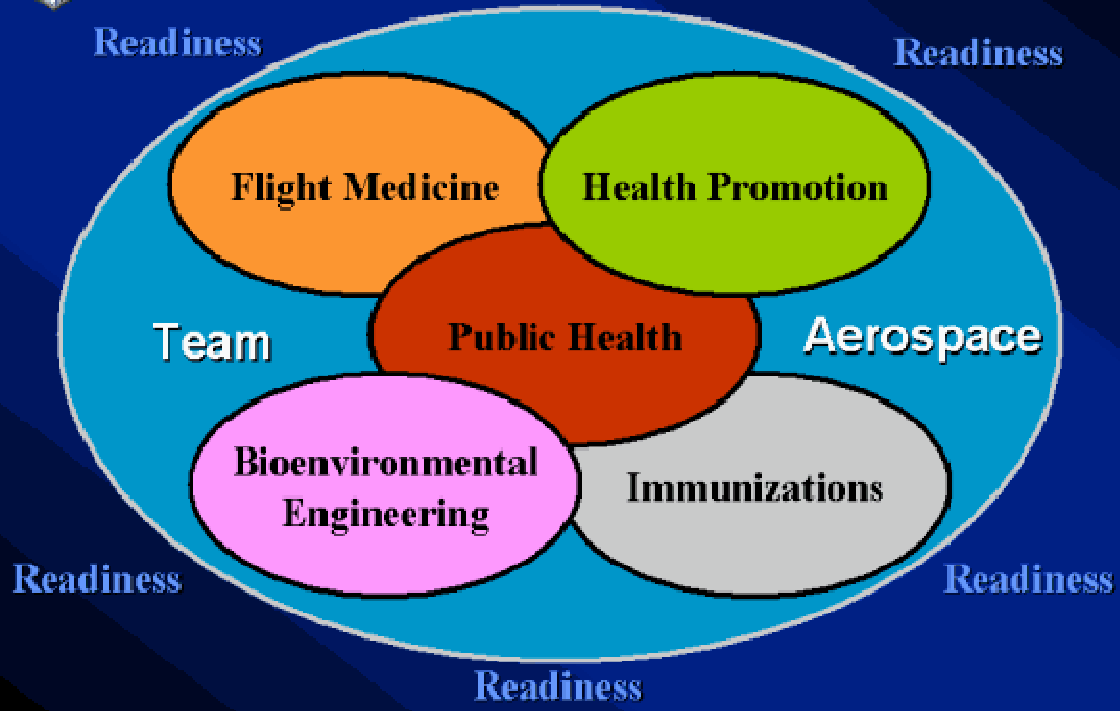 Readiness
Readiness
Flight Medicine
Health Promotion
Team
Public Health
Aerospace
Bioenvironmental
Engineering
Immunizations
Readiness
Readiness
Readiness